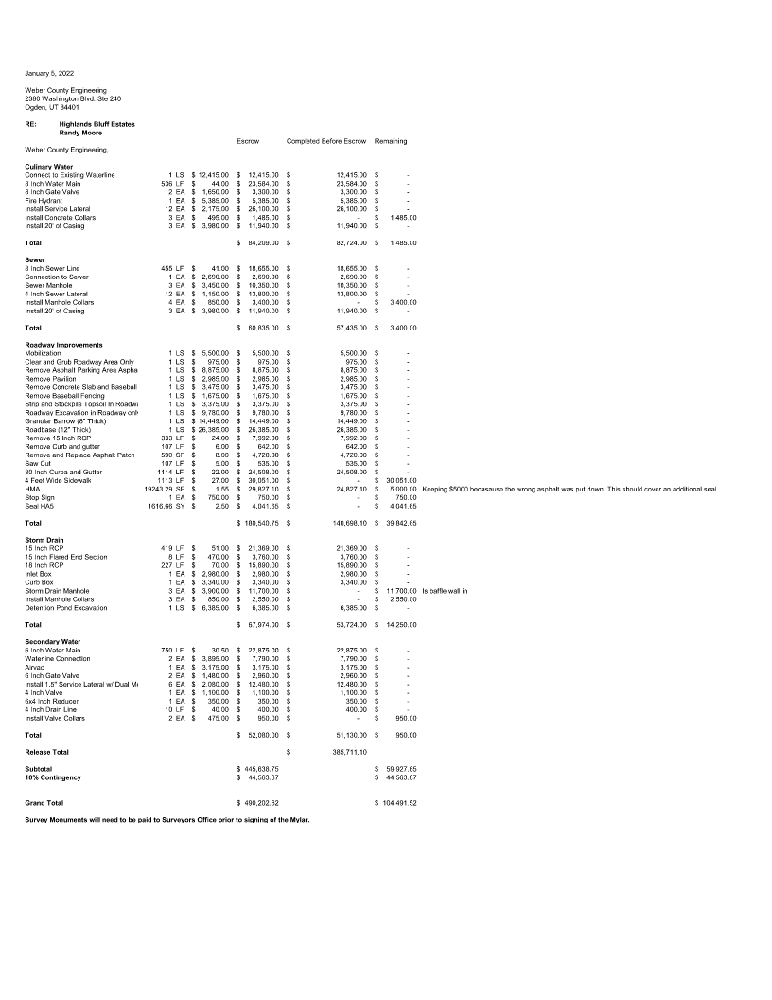 January 5, 2022
Weber County Engineering
2380 Washington Blvd. Ste 240
Ogden, UT 84401
RE: Highlands Bluff Estates
Randy Moore
Escrow Completed Before Escrow Remaining
Weber County Engineering,
Culinary Water
Connect to Existing Waterline 1 LS $ 12,415.00 $ 12,415.00 $ 12,415.00 $ -
8 Inch Water Main 536 LF $ 44.00 $ 23,584.00 $ 23,584.00 $ -
8 Inch Gate Valve 2 EA $ 1,650.00 $ 3,300.00 $ 3,300.00 $ -
Fire Hydrant 1 EA $ 5,385.00 $ 5,385.00 $ 5,385.00 $ -
Install Service Lateral 12 EA $ 2,175.00 $ 26,100.00 $ 26,100.00 $ -
Install Concrete Collars 3 EA $ 495.00 $ 1,485.00 $ - $ 1,485.00
Install 20' of Casing 3 EA $ 3,980.00 $ 11,940.00 $ 11,940.00 $ -
Total $ 84,209.00 $ 82,724.00 $ 1,485.00
Sewer
8 Inch Sewer Line 455 LF $ 41.00 $ 18,655.00 $ 18,655.00 $ -
Connection to Sewer 1 EA $ 2,690.00 $ 2,690.00 $ 2,690.00 $ -
Sewer Manhole 3 EA $ 3,450.00 $ 10,350.00 $ 10,350.00 $ -
4 Inch Sewer Lateral 12 EA $ 1,150.00 $ 13,800.00 $ 13,800.00 $ -
Install Manhole Collars 4 EA $ 850.00 $ 3,400.00 $ - $ 3,400.00
Install 20' of Casing 3 EA $ 3,980.00 $ 11,940.00 $ 11,940.00 $ -
Total $ 60,835.00 $ 57,435.00 $ 3,400.00
Roadway Improvements
Mobilization 1 LS $ 5,500.00 $ 5,500.00 $ 5,500.00 $ -
Clear and Grub Roadway Area Only 1 LS $ 975.00 $ 975.00 $ 975.00 $ -
Remove Asphalt Parking Area Aspha 1 LS $ 8,875.00 $ 8,875.00 $ 8,875.00 $ -
Remove Pavilion 1 LS $ 2,985.00 $ 2,985.00 $ 2,985.00 $ -
Remove Concrete Slab and Baseball 1 LS $ 3,475.00 $ 3,475.00 $ 3,475.00 $ -
Remove Baseball Fencing 1 LS $ 1,675.00 $ 1,675.00 $ 1,675.00 $ -
Strip and Stockpile Topsoil In Roadw 1 LS $ 3,375.00 $ 3,375.00 $ 3,375.00 $ -
Roadway Excavation in Roadway onl 1 LS $ 9,780.00 $ 9,780.00 $ 9,780.00 $ -
Granular Barrow (8" Thick) 1 LS $ 14,449.00 $ 14,449.00 $ 14,449.00 $ -
Roadbase (12" Thick) 1 LS $ 26,385.00 $ 26,385.00 $ 26,385.00 $ -
Remove 15 Inch RCP 333 LF $ 24.00 $ 7,992.00 $ 7,992.00 $ -
Remove Curb and gutter 107 LF $ 6.00 $ 642.00 $ 642.00 $ -
Remove and Replace Asphalt Patch 590 SF $ 8.00 $ 4,720.00 $ 4,720.00 $ -
Saw Cut 107 LF $ 5.00 $ 535.00 $ 535.00 $ -
30 Inch Curba and Gutter 1114 LF $ 22.00 $ 24,508.00 $ 24,508.00 $ -
4 Feet Wide Sidewalk 1113 LF $ 27.00 $ 30,051.00 $ - $ 30,051.00
HMA 19243.29 SF $ 1.55 $ 29,827.10 $ 24,827.10 $ 5,000.00 Keeping $5000 becasause the wrong asphalt was put down. This should cover an additional seal.
Stop Sign 1 EA $ 750.00 $ 750.00 $ - $ 750.00
Seal HA5 1616.66 SY $ 2.50 $ 4,041.65 $ - $ 4,041.65
Total $ 180,540.75 $ 140,698.10 $ 39,842.65
Storm Drain
15 Inch RCP 419 LF $ 51.00 $ 21,369.00 $ 21,369.00 $ -
15 Inch Flared End Section 8 LF $ 470.00 $ 3,760.00 $ 3,760.00 $ -
18 Inch RCP 227 LF $ 70.00 $ 15,890.00 $ 15,890.00 $ -
Inlet Box 1 EA $ 2,980.00 $ 2,980.00 $ 2,980.00 $ -
Curb Box 1 EA $ 3,340.00 $ 3,340.00 $ 3,340.00 $ -
Storm Drain Manhole 3 EA $ 3,900.00 $ 11,700.00 $ - $ 11,700.00 Is baffle wall in
Install Manhole Collars 3 EA $ 850.00 $ 2,550.00 $ - $ 2,550.00
Detention Pond Excavation 1 LS $ 6,385.00 $ 6,385.00 $ 6,385.00 $ -
Total $ 67,974.00 $ 53,724.00 $ 14,250.00
Secondary Water
6 Inch Water Main 750 LF $ 30.50 $ 22,875.00 $ 22,875.00 $ -
Waterline Connection 2 EA $ 3,895.00 $ 7,790.00 $ 7,790.00 $ -
Airvac 1 EA $ 3,175.00 $ 3,175.00 $ 3,175.00 $ -
6 Inch Gate Valve 2 EA $ 1,480.00 $ 2,960.00 $ 2,960.00 $ -
Install 1.5" Service Lateral w/ Dual M 6 EA $ 2,080.00 $ 12,480.00 $ 12,480.00 $ -
4 Inch Valve 1 EA $ 1,100.00 $ 1,100.00 $ 1,100.00 $ -
6x4 Inch Reducer 1 EA $ 350.00 $ 350.00 $ 350.00 $ -
4 Inch Drain Line 10 LF $ 40.00 $ 400.00 $ 400.00 $ -
Install Valve Collars 2 EA $ 475.00 $ 950.00 $ - $ 950.00
Total $ 52,080.00 $ 51,130.00 $ 950.00
Release Total $ 385,711.10
Subtotal $ 445,638.75 $ 59,927.65
10% Contingency $ 44,563.87 $ 44,563.87
Grand Total $ 490,202.62 $ 104,491.52
Survey Monuments will need to be paid to Surveyors Office prior to signing of the Mylar.